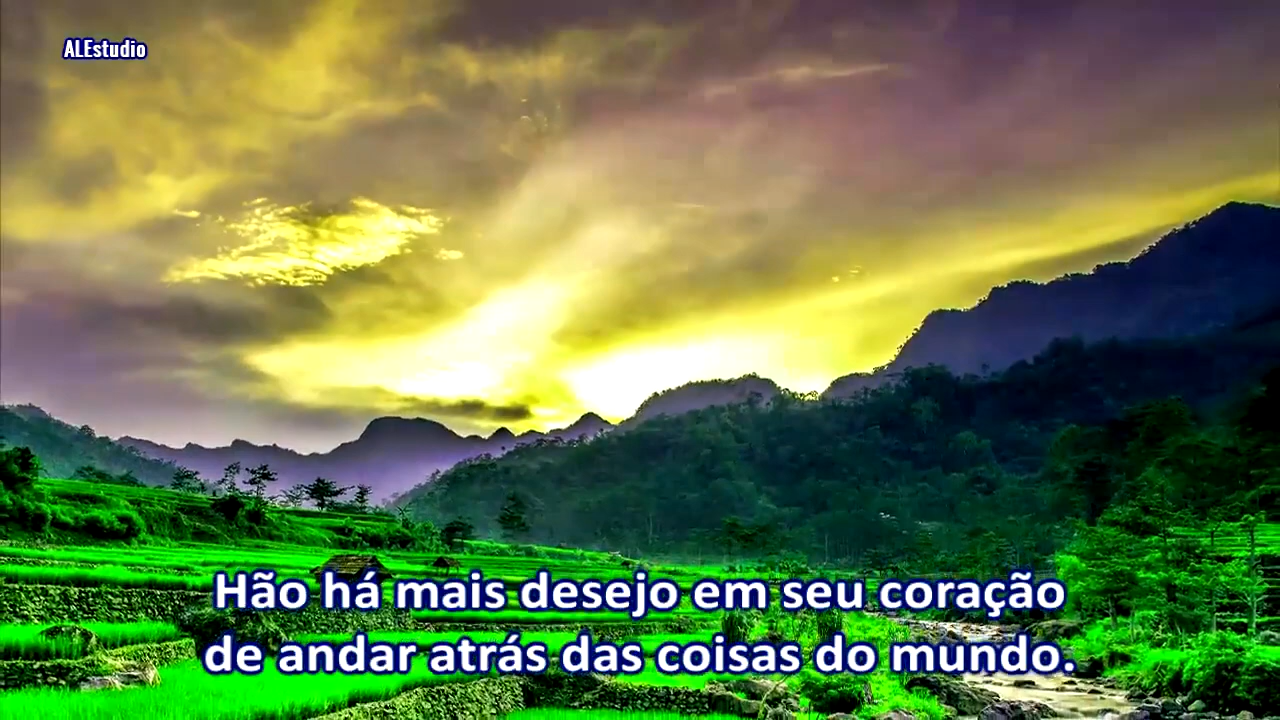 ALEstudio
Hão há mais desejo em seu coração
de andar atrás das coisas do mundo.